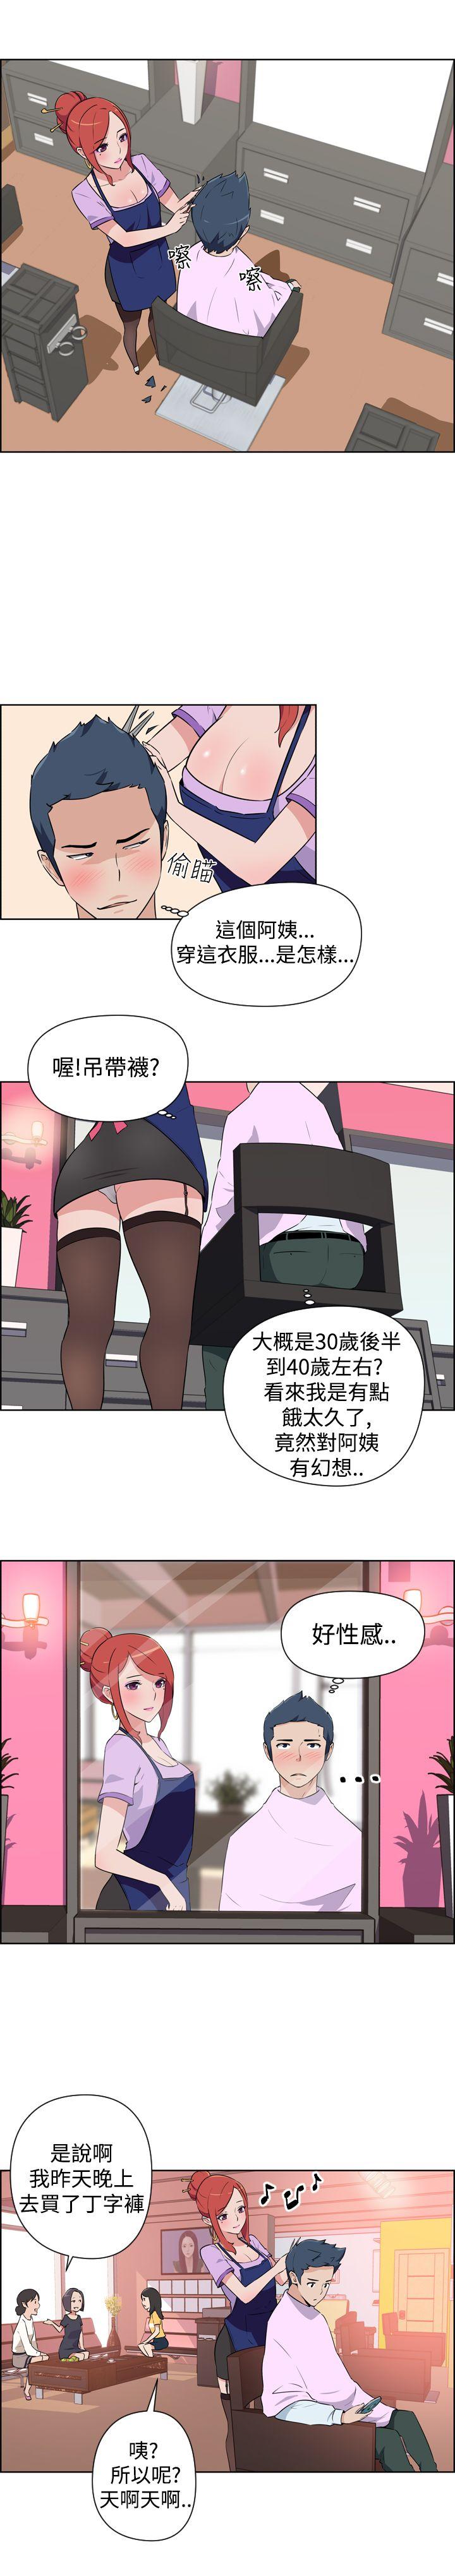 嚓
嚓
偷瞄
這個阿姨...
穿這衣服...是怎樣...
喔!吊帶襪?
大概是30歲後半
到40歲左右?
看來我是有點
餓太久了,
竟然對阿姨
有幻想..
好性感..
...
是說啊
我昨天晚上
去買了丁字褲
咦?
所以呢?
天啊天啊..